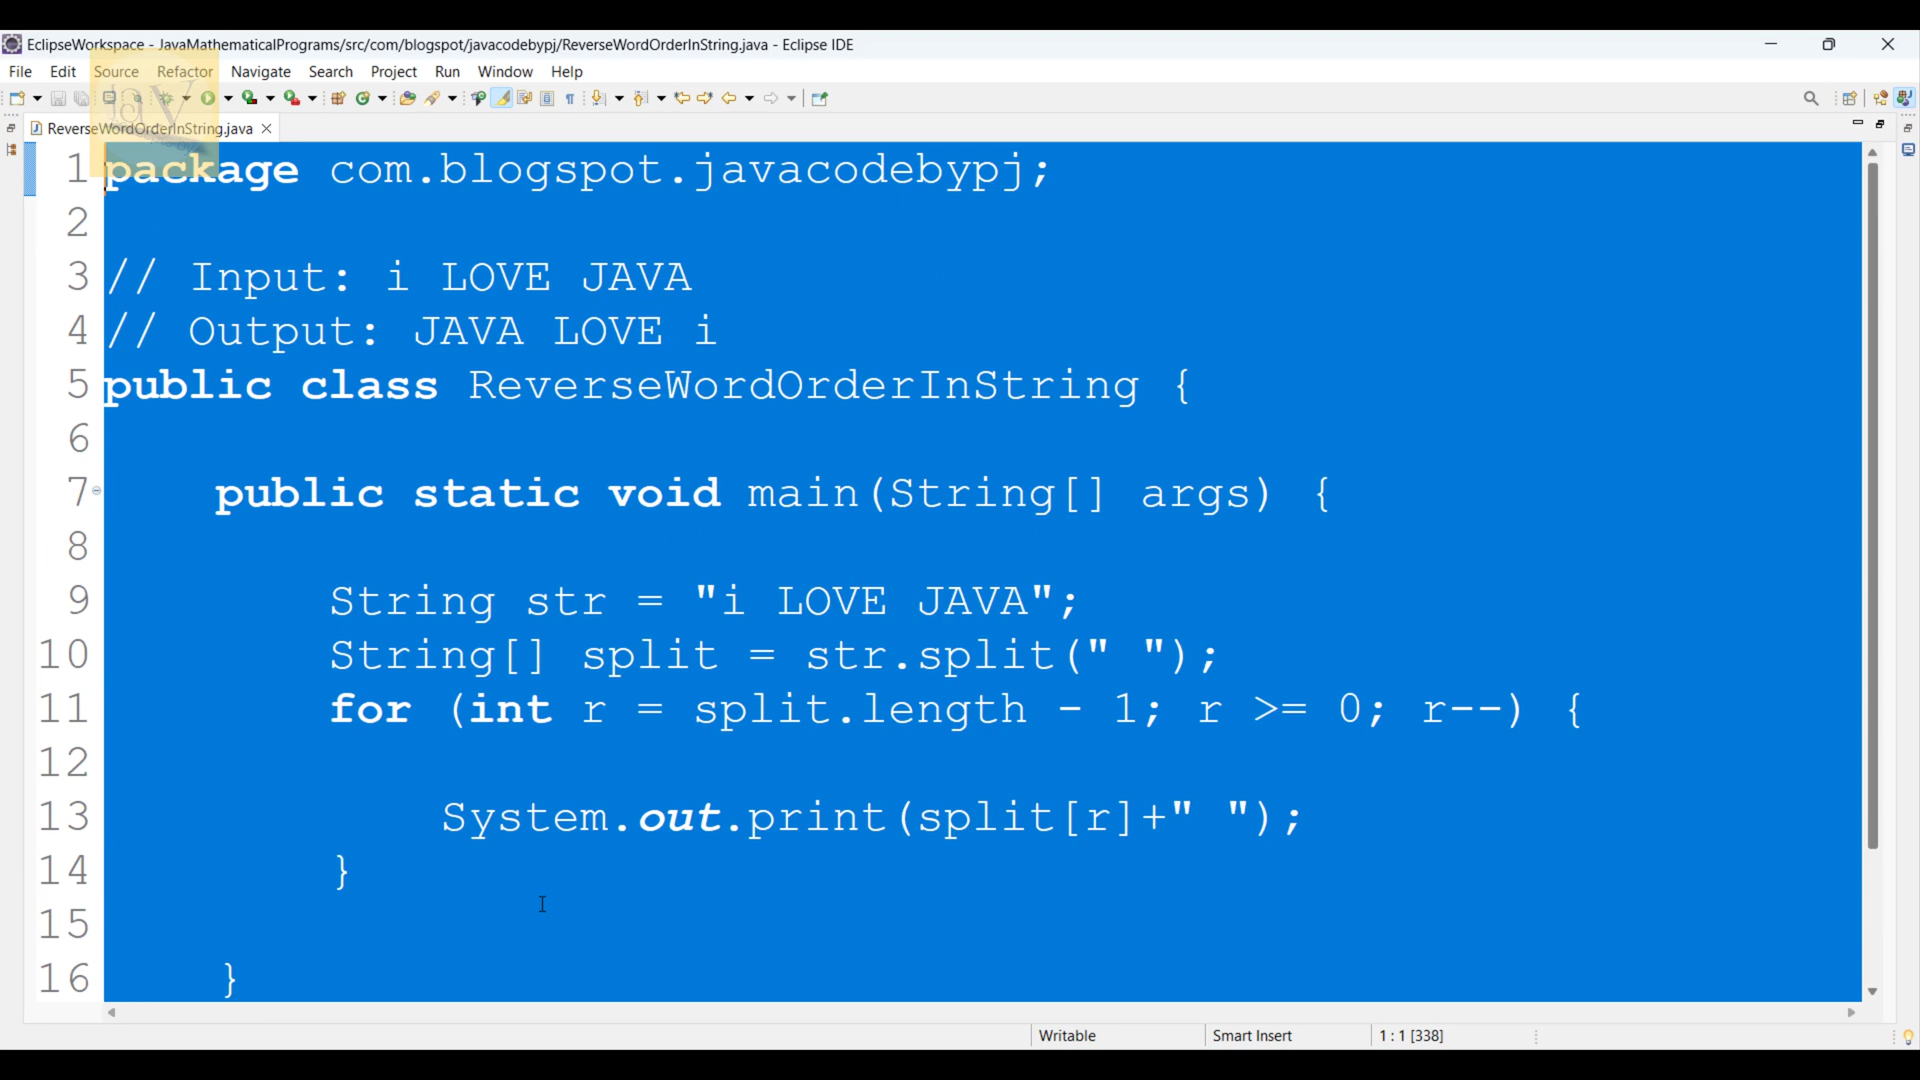 EclipseWorkspace - JavaMathematicalPrograms/src/com/blogspot/javacodebypj/ReverseWordOrderInString.java - Eclipse IDE
File Edit Source Refactor Navigate Search Project Run Window Help
ReverseWordOrderInString.java
1 package com.blogspot.javacodebypj;
2
3 // Input: i LOVE JAVA
4 // Output: JAVA LOVE i
5 public class ReverseWordOrderInString {
6
7 public static void main(String[] args) {
8
9 String str = "i LOVE JAVA";
10 String[] split = str.split(" ");
11 for (int r = split.length - 1; r >= 0; r--) {
12
13 System.out.print(split[r]+" ");
14 }
15
16 }
Writable Smart Insert 1 : 1 [338]